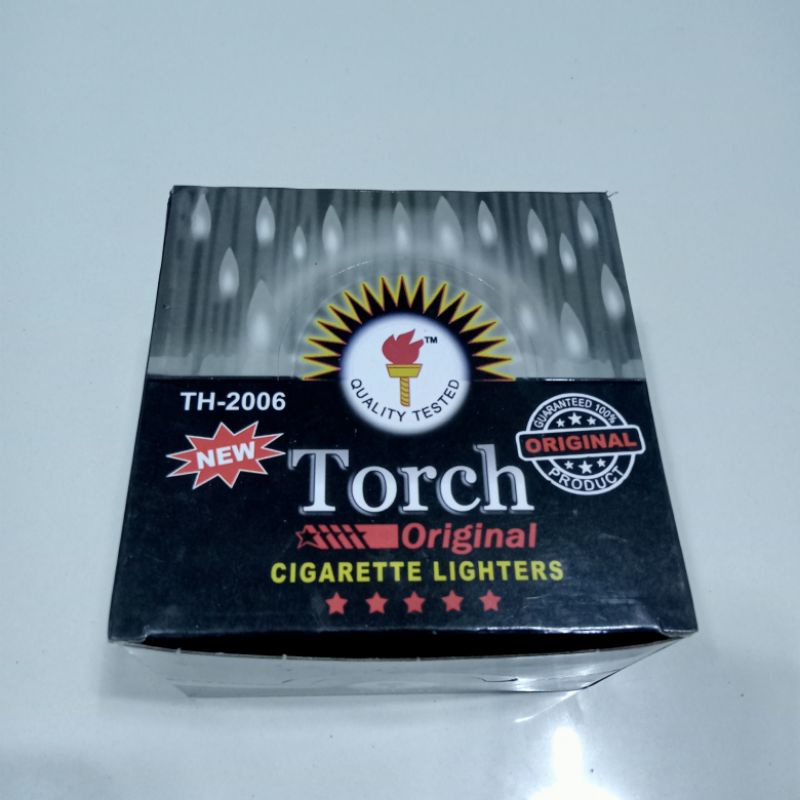 TM
QUALITY TESTED
TH-2006
NEW
GUARANTEED 100%
ORIGINAL
PRODUCT
Torch
Original
CIGARETTE LIGHTERS